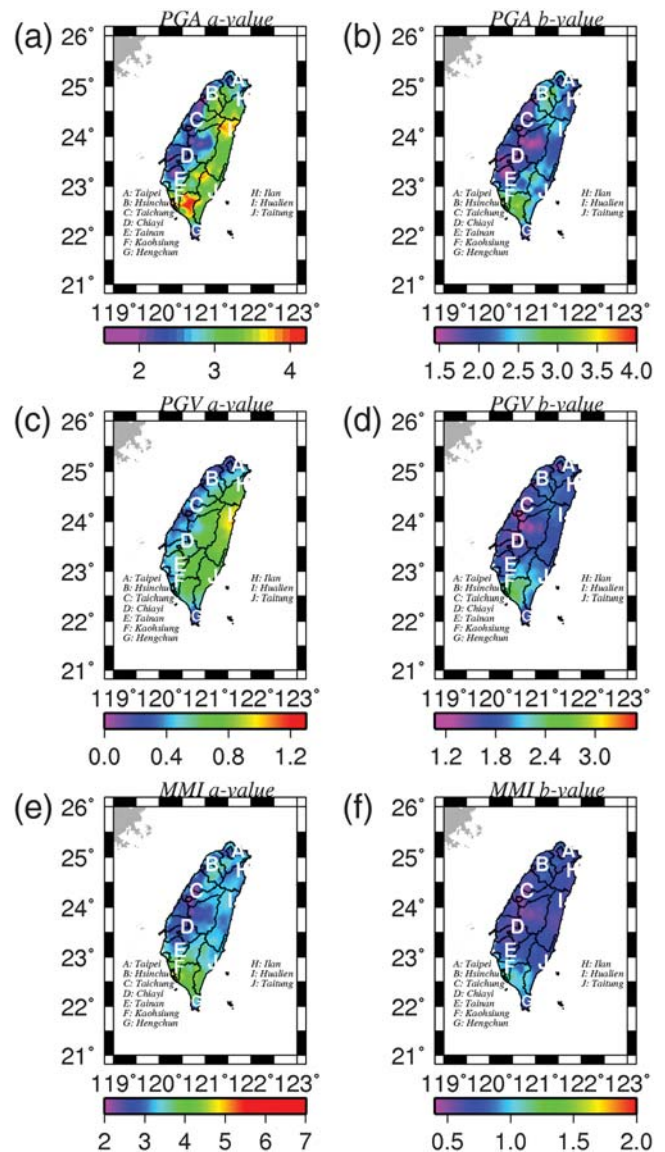 (a) PGA a-value
26°
25°
24°
23°
22°
21°
A
B
H
C
I
D
E
F
J
G
A: Taipei
B: Hsinchu
C: Taichung
D: Chiayi
E: Tainan
F: Kaohsiung
G: Hengchun
H: Ilan
I: Hualien
J: Taitung
119° 120° 121° 122° 123°
2 3 4
(b) PGA b-value
26°
25°
24°
23°
22°
21°
A
B
H
C
I
D
E
F
J
G
A: Taipei
B: Hsinchu
C: Taichung
D: Chiayi
E: Tainan
F: Kaohsiung
G: Hengchun
H: Ilan
I: Hualien
J: Taitung
119° 120° 121° 122° 123°
1.5 2.0 2.5 3.0 3.5 4.0
(c) PGV a-value
26°
25°
24°
23°
22°
21°
A
B
H
C
I
D
E
F
J
G
A: Taipei
B: Hsinchu
C: Taichung
D: Chiayi
E: Tainan
F: Kaohsiung
G: Hengchun
H: Ilan
I: Hualien
J: Taitung
119° 120° 121° 122° 123°
0.0 0.4 0.8 1.2
(d) PGV b-value
26°
25°
24°
23°
22°
21°
A
B
H
C
I
D
E
F
J
G
A: Taipei
B: Hsinchu
C: Taichung
D: Chiayi
E: Tainan
F: Kaohsiung
G: Hengchun
H: Ilan
I: Hualien
J: Taitung
119° 120° 121° 122° 123°
1.2 1.8 2.4 3.0
(e) MMI a-value
26°
25°
24°
23°
22°
21°
A
B
H
C
I
D
E
F
J
G
A: Taipei
B: Hsinchu
C: Taichung
D: Chiayi
E: Tainan
F: Kaohsiung
G: Hengchun
H: Ilan
I: Hualien
J: Taitung
119° 120° 121° 122° 123°
2 3 4 5 6 7
(f) MMI b-value
26°
25°
24°
23°
22°
21°
A
B
H
C
I
D
E
F
J
G
A: Taipei
B: Hsinchu
C: Taichung
D: Chiayi
E: Tainan
F: Kaohsiung
G: Hengchun
H: Ilan
I: Hualien
J: Taitung
119° 120° 121° 122° 123°
0.5 1.0 1.5 2.0